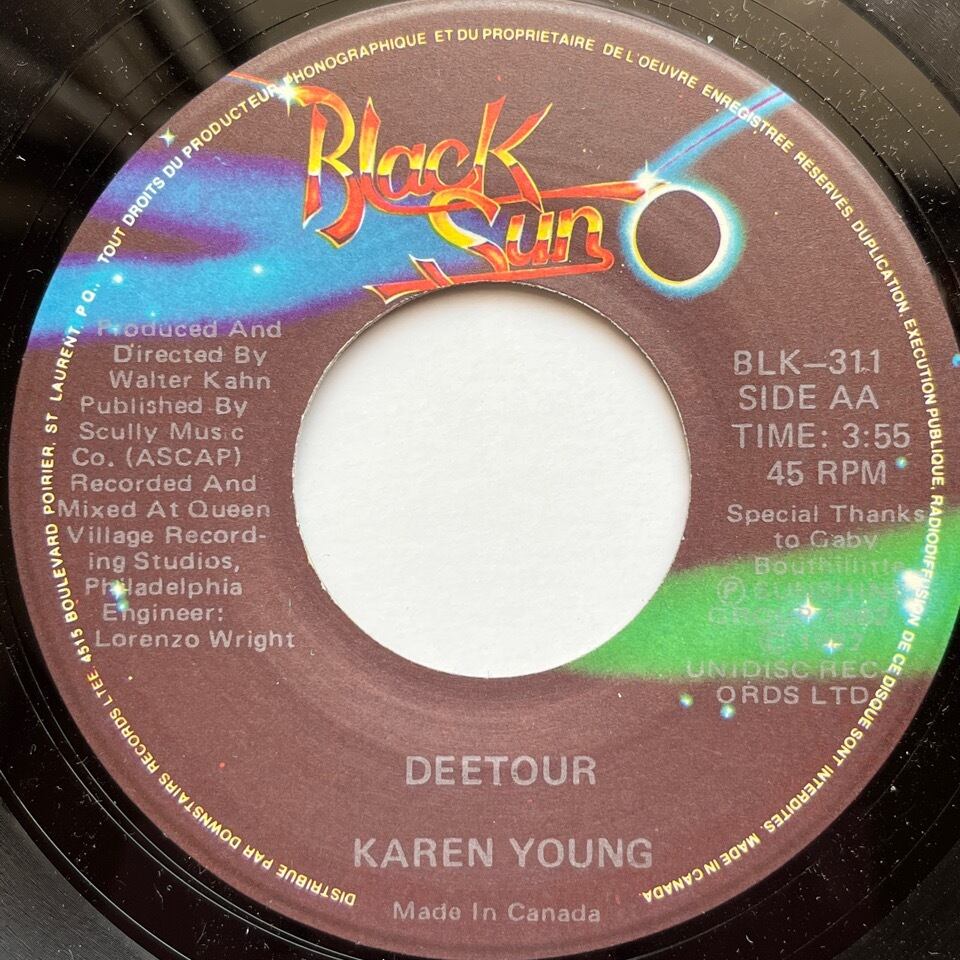 TOUT DROITS DU PRODUCTEUR PHONOGRAPHIQUE ET DU PROPRIETAIRE DE L'OEUVRE ENREGISTRÉE RÉSERVES. DUPLICATION, EXECUTION PUBLIQUE, RADIODIFFUSION DE CE DISQUE SONT INTERDITES. MADE IN CANADA.
Black
Sun
Produced And
Directed By
Walter Kahn
Published By
Scully Music
Co. (ASCAP)
Recorded And
Mixed At Queen
Village Record-
ing Studios,
Philadelphia
Engineer:
Lorenzo Wright
BLK-311
SIDE AA
TIME: 3:55
45 RPM
Special Thanks
to Gaby
Bouthillitte
Ⓟ SUNSHINE
UNIDISC REC
ORDS LTD
DEETOUR
KAREN YOUNG
Made In Canada
DISTRIBUE PAR DOWNSTAIRS RECORDS LTEE. 4515 BOULEVARD POIRIER, ST LAURENT, P.Q.,